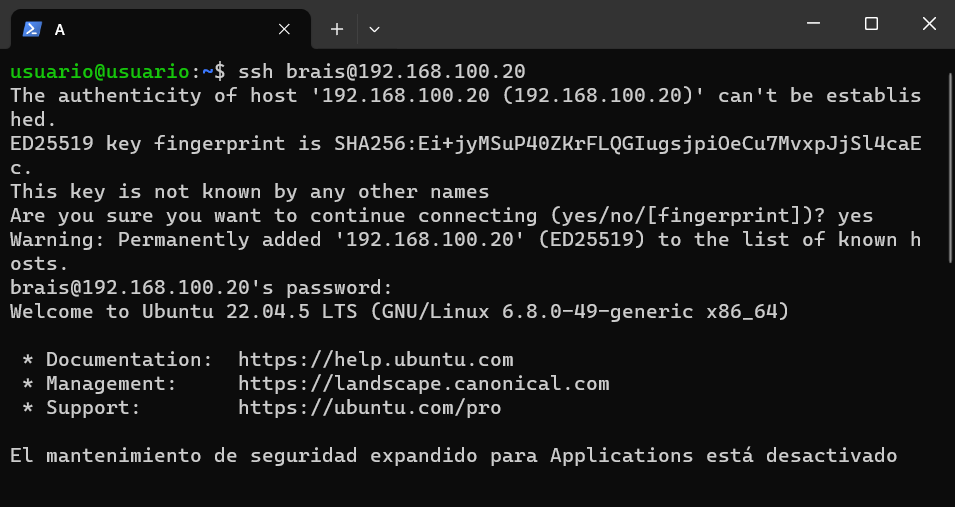 A
usuario@usuario:~$ ssh brais@192.168.100.20
The authenticity of host '192.168.100.20 (192.168.100.20)' can't be establis
hed.
ED25519 key fingerprint is SHA256:Ei+jyMSuP40ZKrFLQGIugsjpiOeCu7MvxpJjSl4caE
c.
This key is not known by any other names
Are you sure you want to continue connecting (yes/no/[fingerprint])? yes
Warning: Permanently added '192.168.100.20' (ED25519) to the list of known h
osts.
brais@192.168.100.20's password:
Welcome to Ubuntu 22.04.5 LTS (GNU/Linux 6.8.0-49-generic x86_64)
* Documentation:  https://help.ubuntu.com
* Management:     https://landscape.canonical.com
* Support:        https://ubuntu.com/pro
El mantenimiento de seguridad expandido para Applications está desactivado